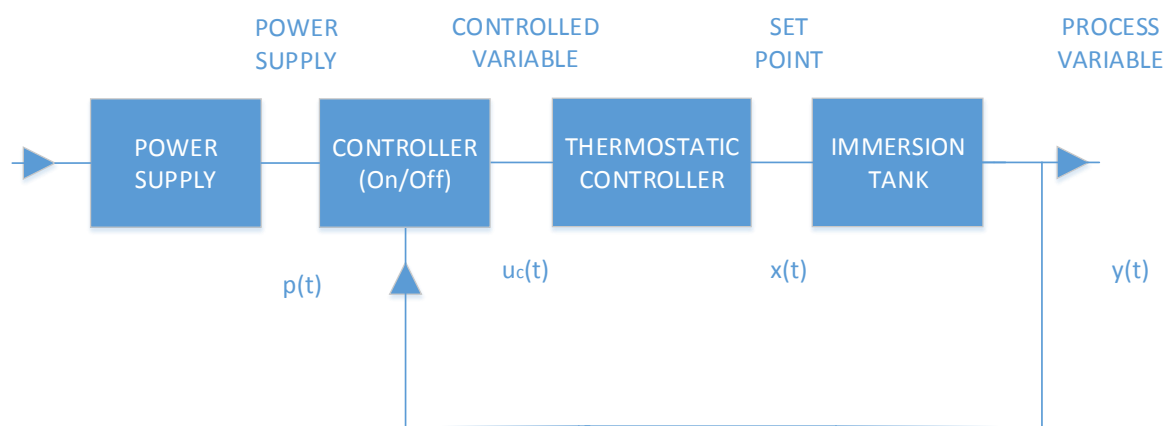 POWER
SUPPLY
CONTROLLED
VARIABLE
SET
POINT
PROCESS
VARIABLE
POWER
SUPPLY
CONTROLLER
(On/Off)
THERMOSTATIC
CONTROLLER
IMMERSION
TANK
p(t)
uc(t)
x(t)
y(t)